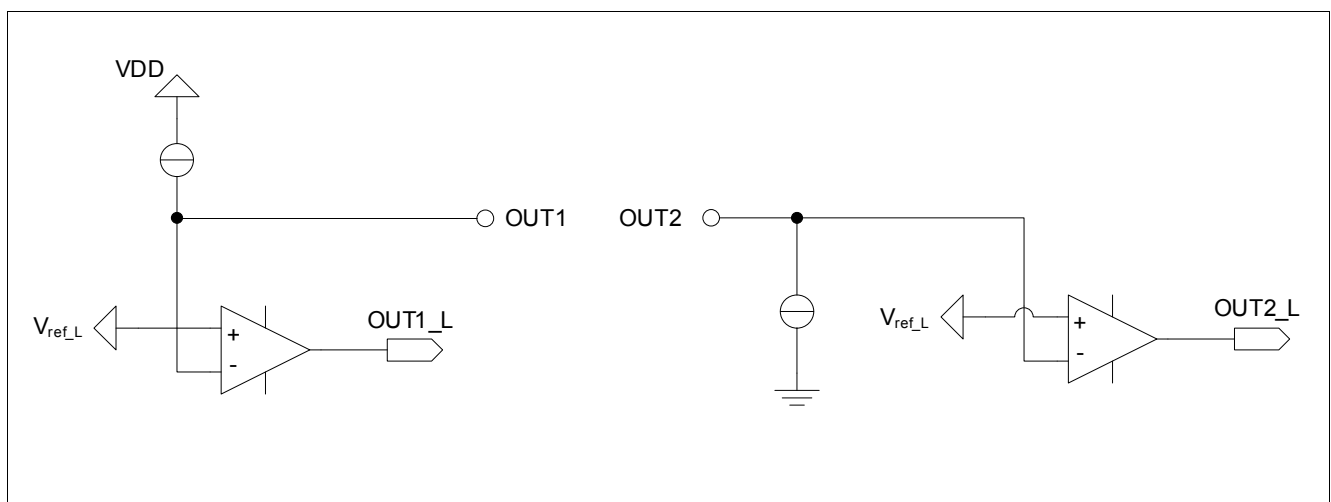 VDD
OUT1
OUT2
Vref_L
+
-
OUT1_L
Vref_L
+
-
OUT2_L